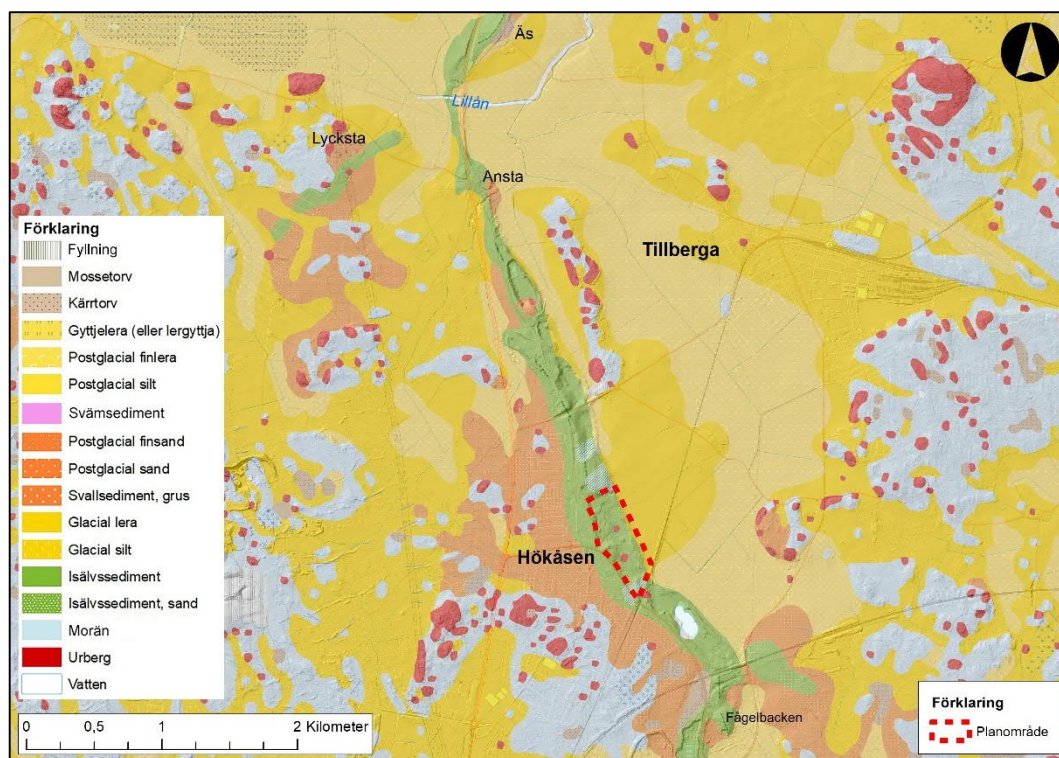 Äs
Lillån
Lycksta
Ansta
Tillberga
Hökåsen
Fågelbacken
Förklaring
Fyllning
Mossetorv
Kärrtorv
Gyttjelera (eller lergyttja)
Postglacial finlera
Postglacial silt
Svämsediment
Postglacial finsand
Postglacial sand
Svallsediment, grus
Glacial lera
Glacial silt
Isälvssediment
Isälvssediment, sand
Morän
Urberg
Vatten
0 0,5 1 2 Kilometer
Förklaring
Planområde